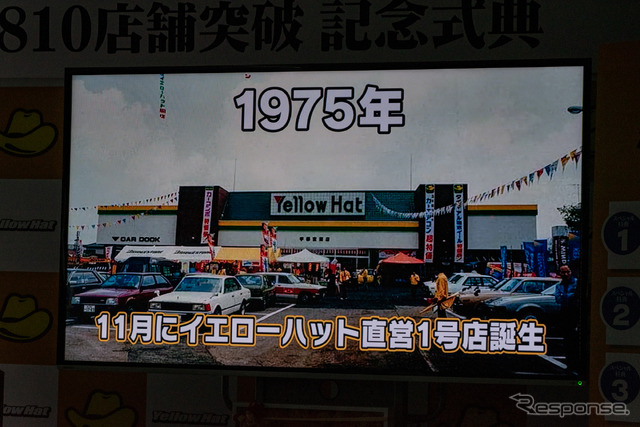 810店舗突破 記念式典
1975年
Yellow Hat
CAR DOOK
11月にイエローハット直営1号店誕生
Yellow Hat
Yellow Hat
Yellow Hat
1
2
3
Response.